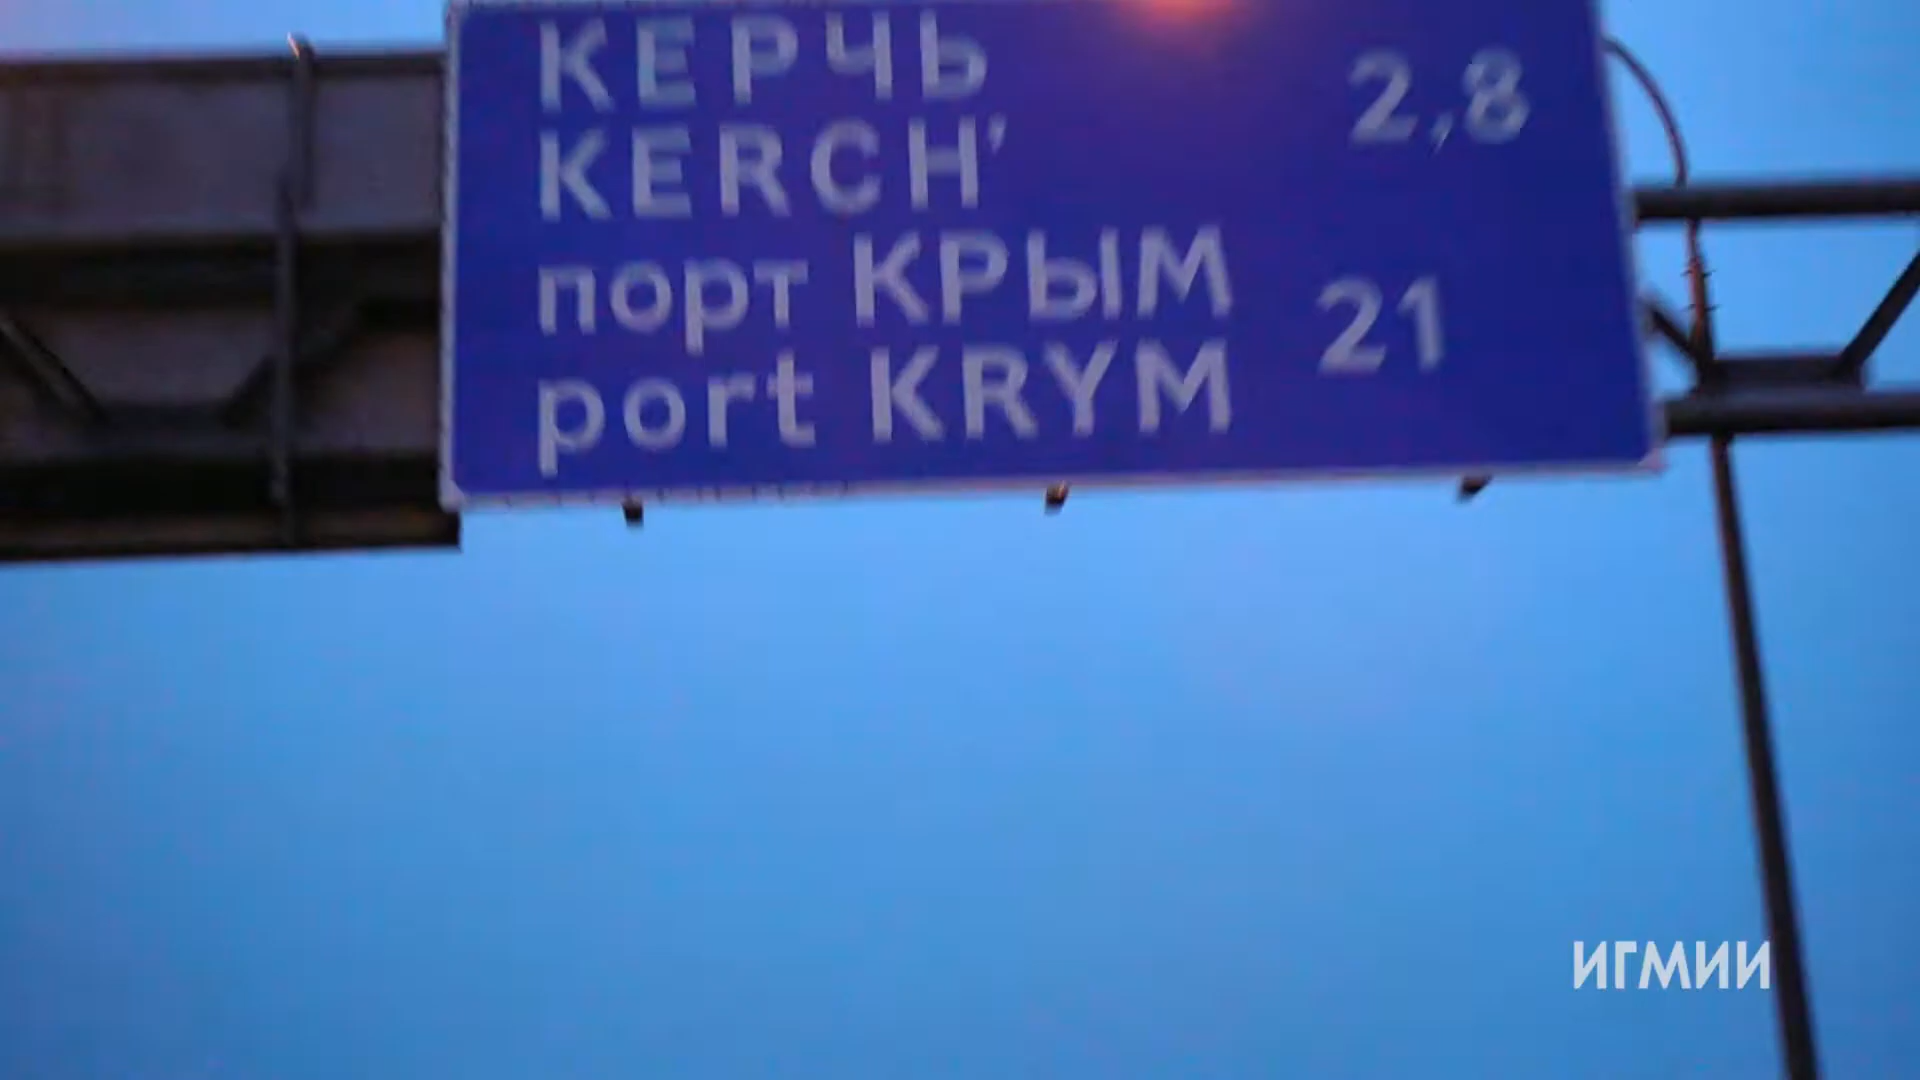 КЕРЧЬ 2,8
KERCH'
порт КРЫМ 21
port KRYM
ИГМИИ